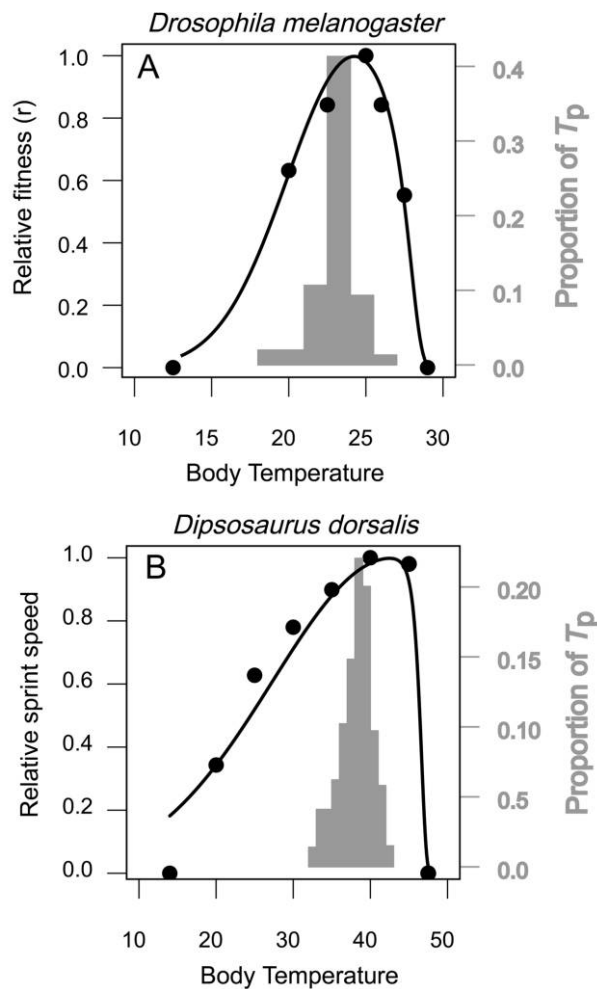 Drosophila melanogaster
A
Relative fitness (r)
1.0
0.8
0.6
0.4
0.2
0.0
0.4
0.3
0.2
0.1
0.0
Proportion of Tp
10 15 20 25 30
Body Temperature
Dipsosaurus dorsalis
B
Relative sprint speed
1.0
0.8
0.6
0.4
0.2
0.0
0.20
0.15
0.10
0.5
0.0
Proportion of Tp
10 20 30 40 50
Body Temperature